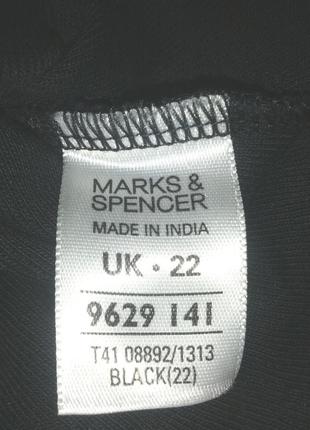 MARKS &
SPENCER
MADE IN INDIA
UK • 22
9629 141
T41 08892/1313
BLACK(22)